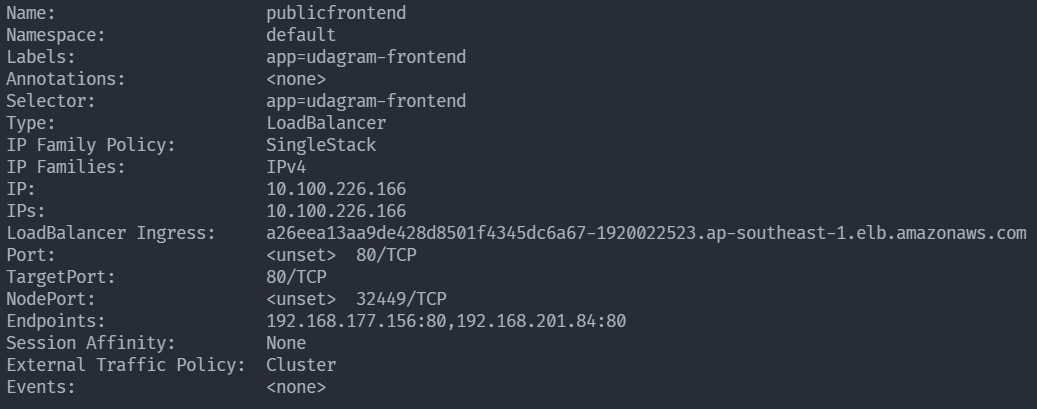 Name:                     publicfrontend
Namespace:                default
Labels:                   app=udagram-frontend
Annotations:              <none>
Selector:                 app=udagram-frontend
Type:                     LoadBalancer
IP Family Policy:         SingleStack
IP Families:              IPv4
IP:                       10.100.226.166
IPs:                      10.100.226.166
LoadBalancer Ingress:     a26eea13aa9de428d8501f4345dc6a67-1920022523.ap-southeast-1.elb.amazonaws.com
Port:                     <unset>  80/TCP
TargetPort:               80/TCP
NodePort:                 <unset>  32449/TCP
Endpoints:                192.168.177.156:80,192.168.201.84:80
Session Affinity:         None
External Traffic Policy:  Cluster
Events:                   <none>